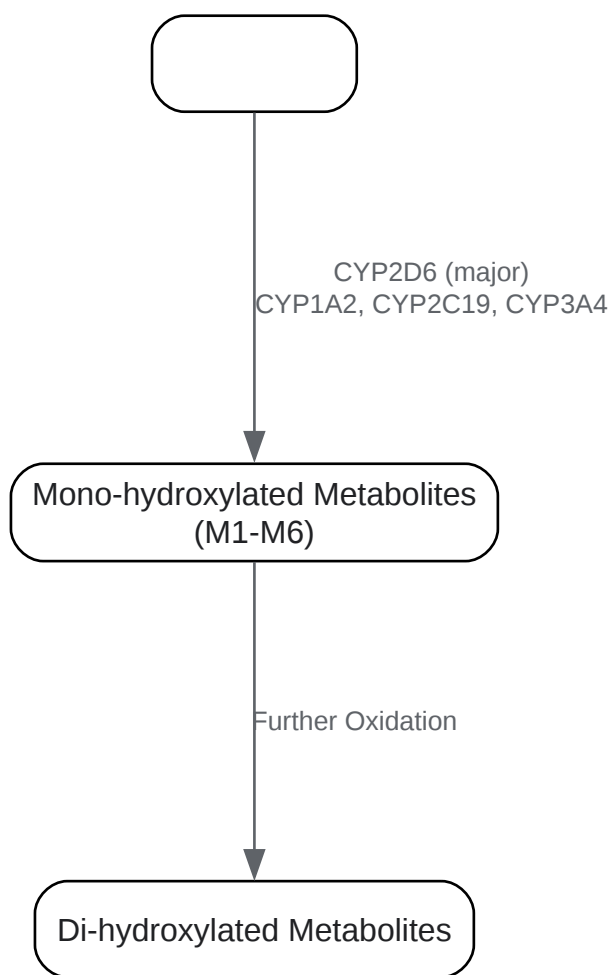 CYP2D6 (major)
CYP1A2, CYP2C19, CYP3A4
Mono-hydroxylated Metabolites
(M1-M6)
Further Oxidation
Di-hydroxylated Metabolites